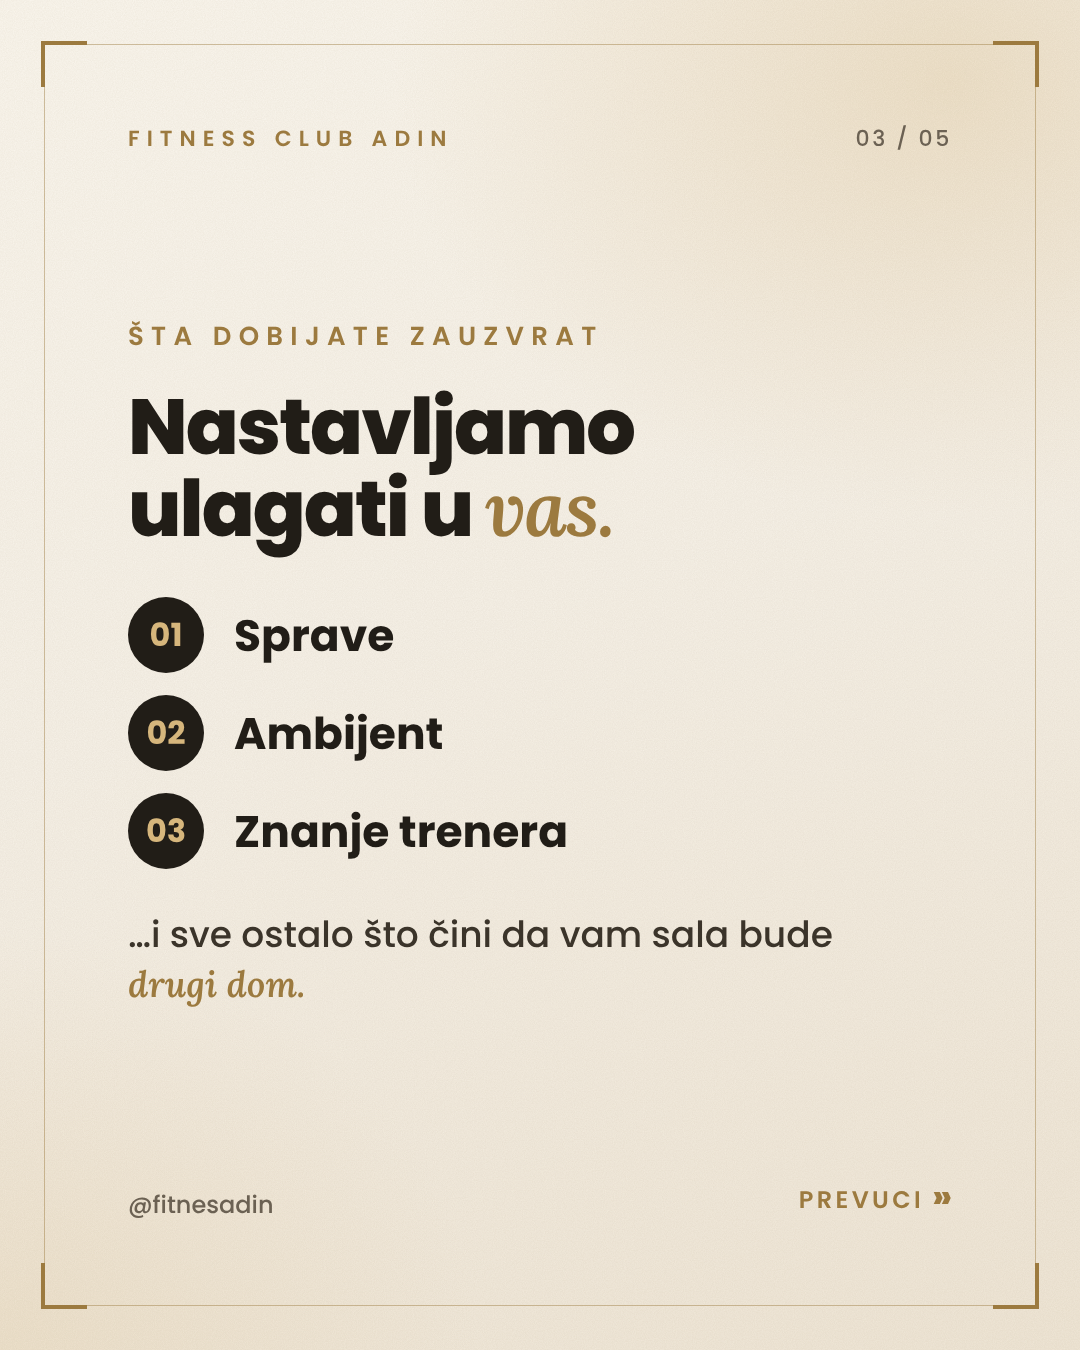 FITNESS CLUB ADIN
03 / 05
ŠTA DOBIJATE ZAUZVRAT
Nastavljamo
ulagati u vas.
01 Sprave
02 Ambijent
03 Znanje trenera
...i sve ostalo što čini da vam sala bude
drugi dom.
@fitnesadin
PREVUCI »